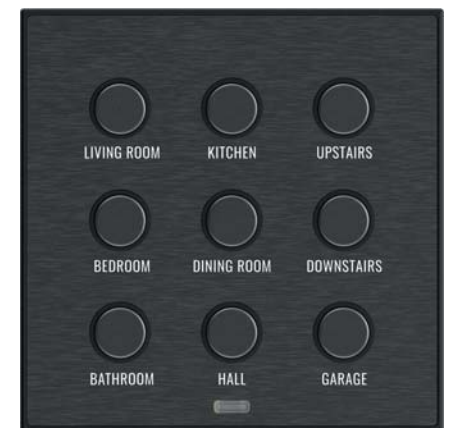 LIVING ROOM KITCHEN UPSTAIRS
BEDROOM DINING ROOM DOWNSTAIRS
BATHROOM HALL GARAGE